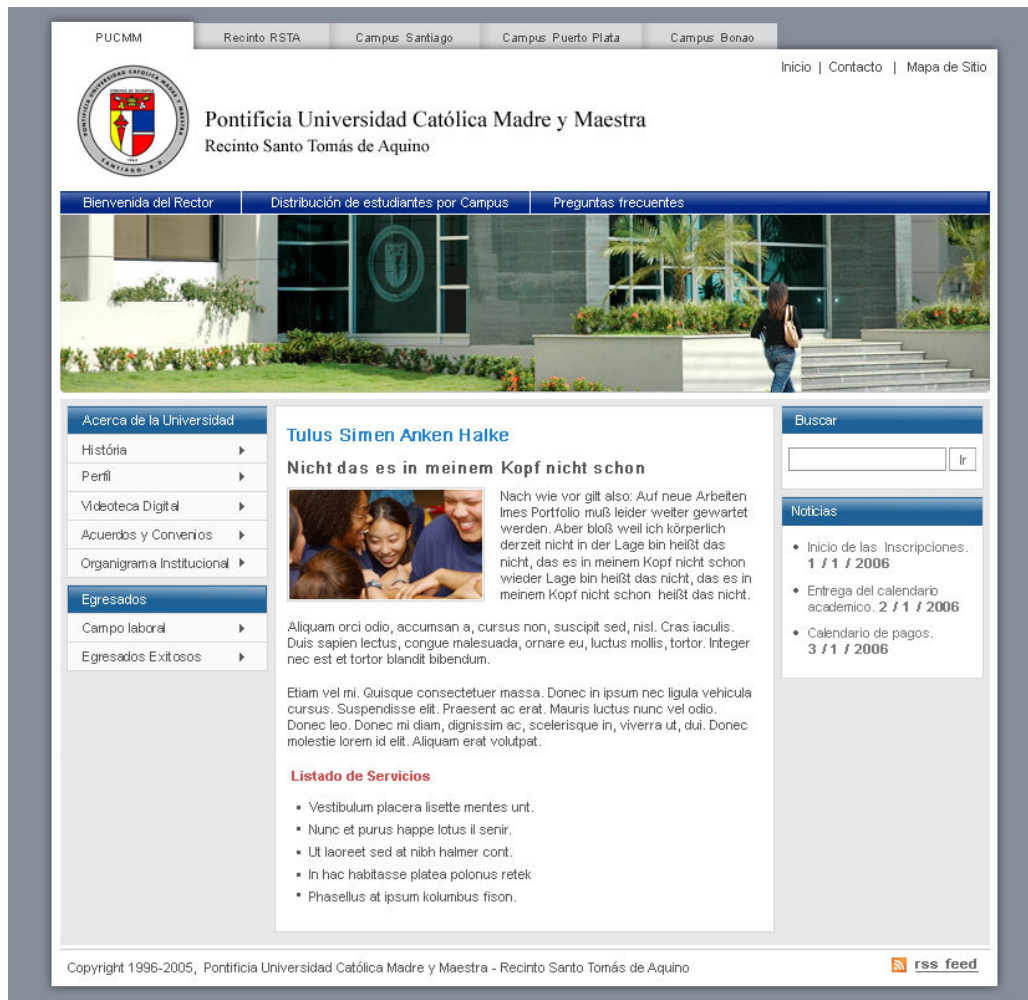 PUCMM Recinto RSTA Campus Santiago Campus Puerto Plata Campus Bonao
Inicio | Contacto | Mapa de Sitio
Pontificia Universidad Católica Madre y Maestra
Recinto Santo Tomás de Aquino
Bienvenida del Rector Distribución de estudiantes por Campus Preguntas frecuentes
Acerca de la Universidad
História
Perfil
Videoteca Digital
Acuerdos y Convenios
Organigrama Institucional
Egresados
Campo laboral
Egresados Exitosos
Tulus Simen Anken Halke
Nicht das es in meinem Kopf nicht schon
Nach wie vor gilt also: Auf neue Arbeiten
Imes Portfolio muß leider weiter gewartet
werden. Aber bloß weil ich körperlich
derzeit nicht in der Lage bin heißt das
nicht, das es in meinem Kopf nicht schon
wieder Lage bin heißt das nicht, das es in
meinem Kopf nicht schon heißt das nicht.
Aliquam orci odio, accumsan a, cursus non, suscipit sed, nisl. Cras iaculis.
Duis sapien lectus, congue malesuada, ornare eu, luctus mollis, tortor. Integer
nec est et tortor blandit bibendum.
Etiam vel mi. Quisque consectetuer massa. Donec in ipsum nec ligula vehicula
cursus. Suspendisse elit. Praesent ac erat. Mauris luctus nunc vel odio.
Donec leo. Donec mi diam, dignissim ac, scelerisque in, viverra ut, dui. Donec
molestie lorem id elit. Aliquam erat volutpat.
Listado de Servicios
Vestibulum placera lisette mentes unt.
Nunc et purus happe lotus il senir.
Ut laoreet sed at nibh halmer cont.
In hac habitasse platea polonus retek
Phasellus at ipsum kolumbus fison.
Buscar
Ir
Noticias
Inicio de las Inscripciones.
1 / 1 / 2006
Entrega del calendario
academico. 2 / 1 / 2006
Calendario de pagos.
3 / 1 / 2006
Copyright 1996-2005, Pontificia Universidad Católica Madre y Maestra - Recinto Santo Tomás de Aquino
rss feed